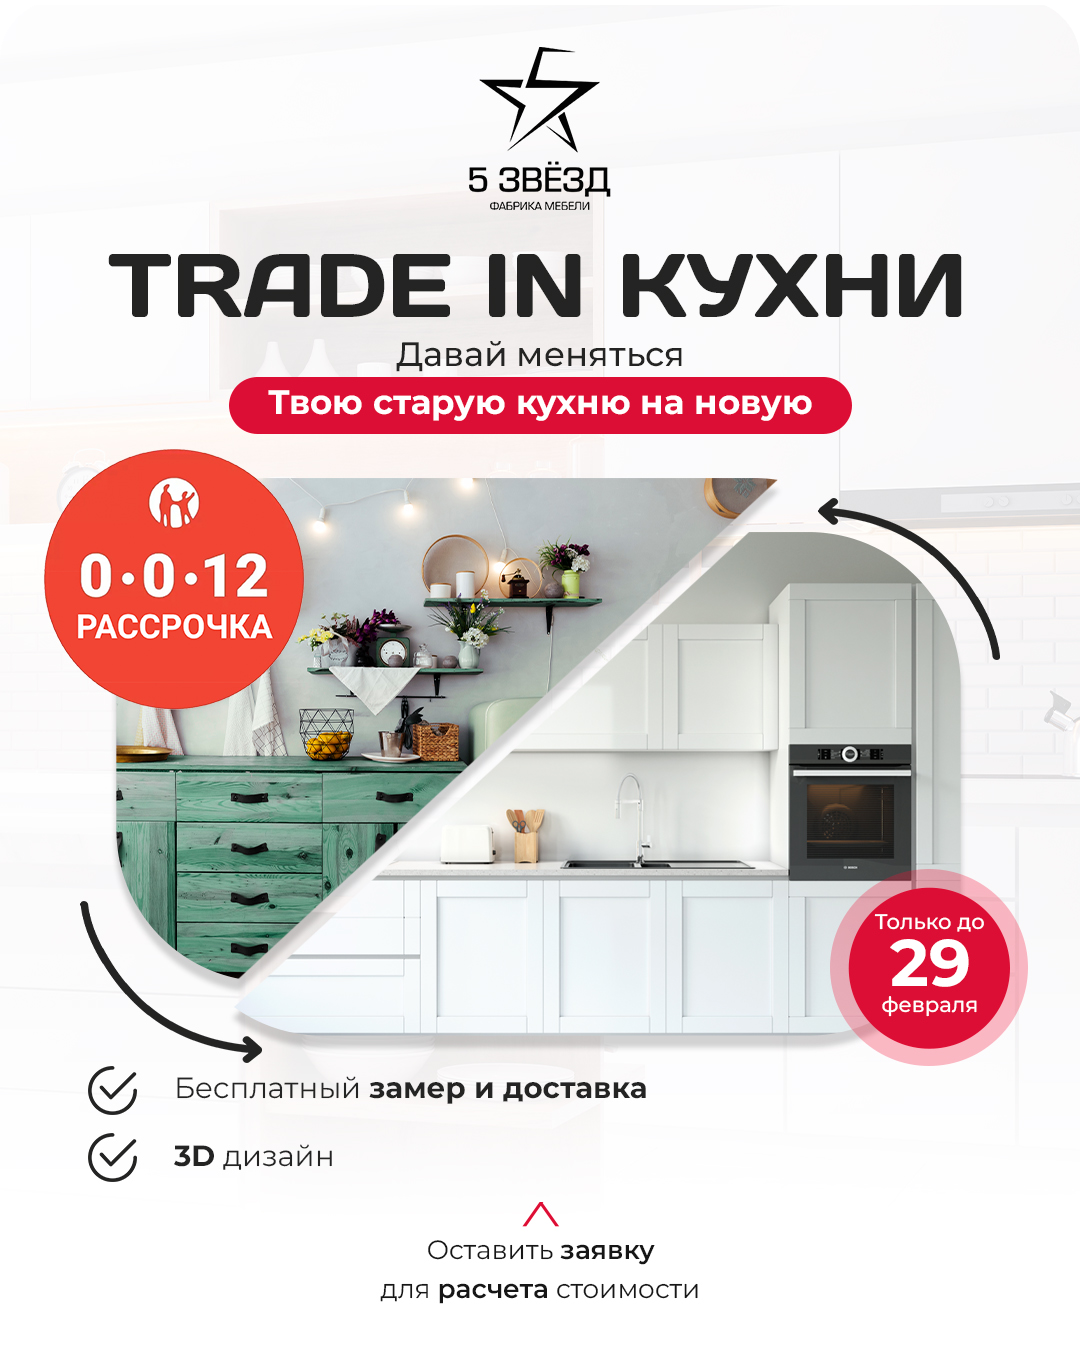 5 ЗВЁЗД
ФАБРИКА МЕБЕЛИ
TRADE IN КУХНИ
Давай меняться
Твою старую кухню на новую
0•0•12
РАССРОЧКА
Только до
29
февраля
Бесплатный замер и доставка
3D дизайн
Оставить заявку
для расчета стоимости